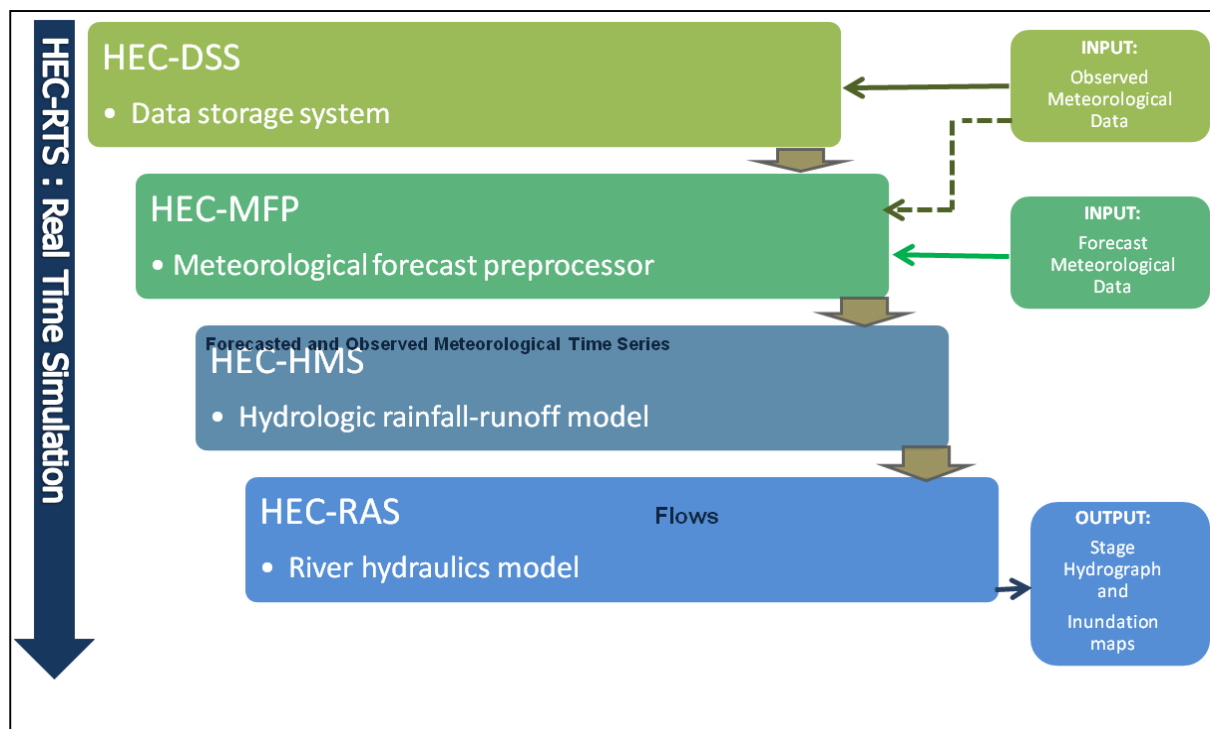 HEC-RTS : Real Time Simulation
HEC-DSS
• Data storage system
INPUT:
Observed
Meteorological
Data
HEC-MFP
• Meteorological forecast preprocessor
INPUT:
Forecast
Meteorological
Data
Forecasted and Observed Meteorological Time Series
HEC-HMS
• Hydrologic rainfall-runoff model
HEC-RAS
Flows
• River hydraulics model
OUTPUT:
Stage
Hydrograph
and
Inundation
maps